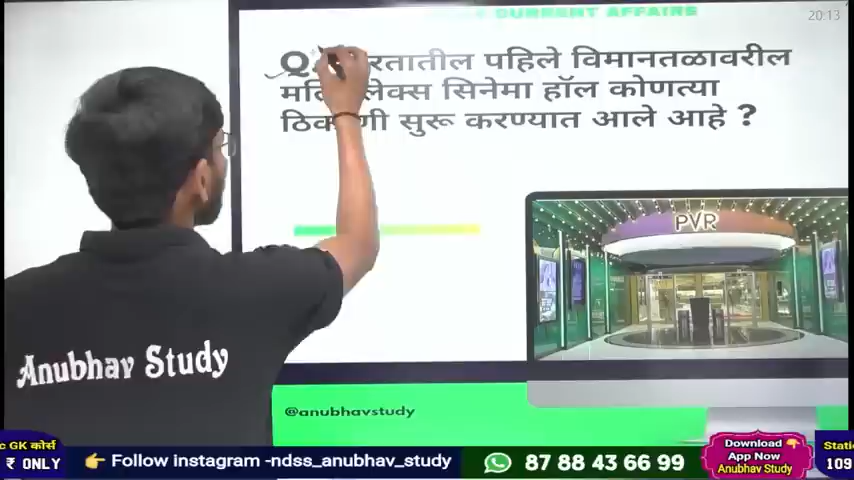 CURRENT AFFAIRS
20:13
Q
पहिले विमानतळावरील
सिनेमा हॉल कोणत्या
सुरू करण्यात आले आहे ?
PVR
Anubhav Study
@anubhavstudy
GK कोर्स
₹ ONLY
Follow instagram -ndss_anubhav_study
87 88 43 66 99
Download
App Now
Anubhav Study
109